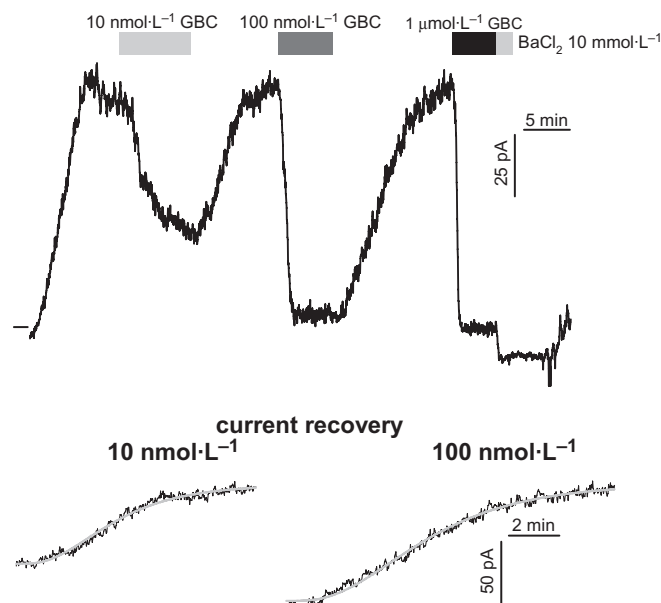 10 nmol·L⁻¹ GBC
100 nmol·L⁻¹ GBC
1 µmol·L⁻¹ GBC
BaCl₂ 10 mmol·L⁻¹
5 min
25 pA
current recovery
10 nmol·L⁻¹
100 nmol·L⁻¹
2 min
50 pA